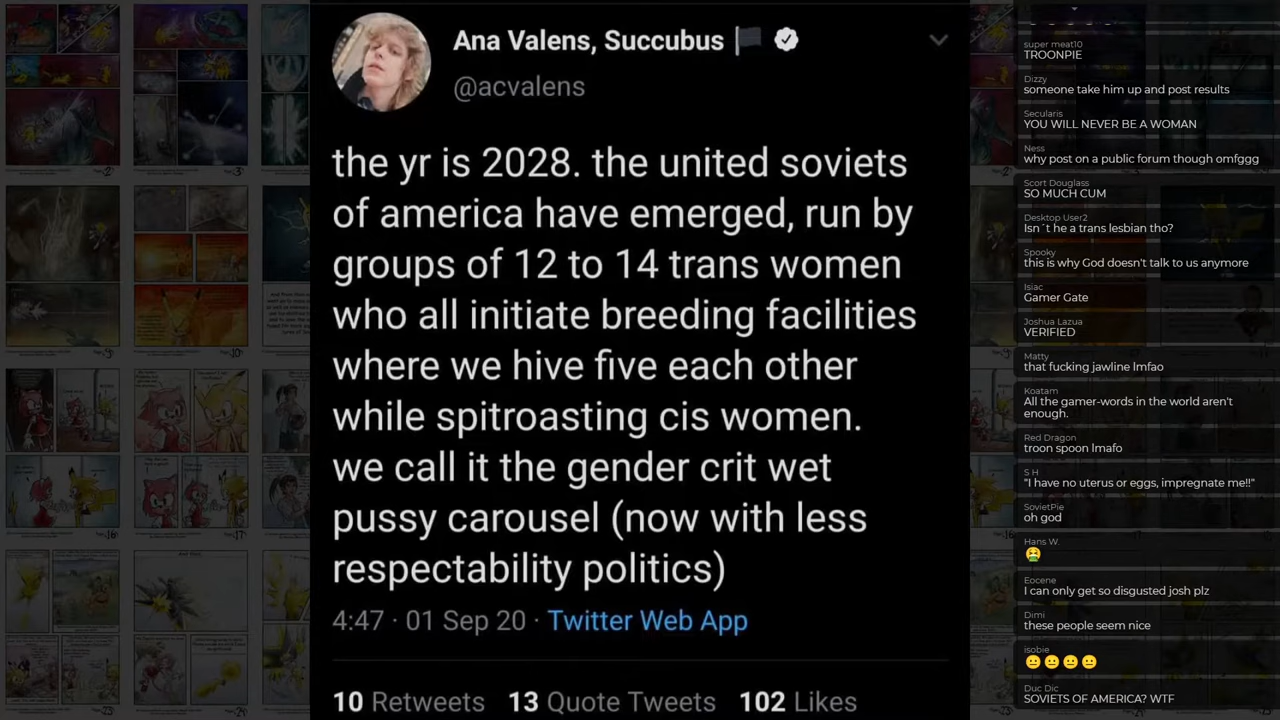 Ana Valens, Succubus
@acvalens
the yr is 2028. the united soviets
of america have emerged, run by
groups of 12 to 14 trans women
who all initiate breeding facilities
where we hive five each other
while spitroasting cis women.
we call it the gender crit wet
pussy carousel (now with less
respectability politics)
4:47 · 01 Sep 20 · Twitter Web App
10 Retweets 13 Quote Tweets 102 Likes
super meat10
TROONPIE
Dizzy
someone take him up and post results
Secularis
YOU WILL NEVER BE A WOMAN
Ness
why post on a public forum though omfggg
Scort Douglass
SO MUCH CUM
Desktop User2
Isn´t he a trans lesbian tho?
Spooky
this is why God doesn't talk to us anymore
Isiac
Gamer Gate
Joshua Lazua
VERIFIED
Matty
that fucking jawline lmfao
Koatam
All the gamer-words in the world aren't
enough.
Red Dragon
troon spoon lmafo
S H
"I have no uterus or eggs, impregnate me!!"
SovietPie
oh god
Hans W.
🤮
Eocene
I can only get so disgusted josh plz
Dimi
these people seem nice
isobie
😐😐😐😐
Duc Dic
SOVIETS OF AMERICA? WTF